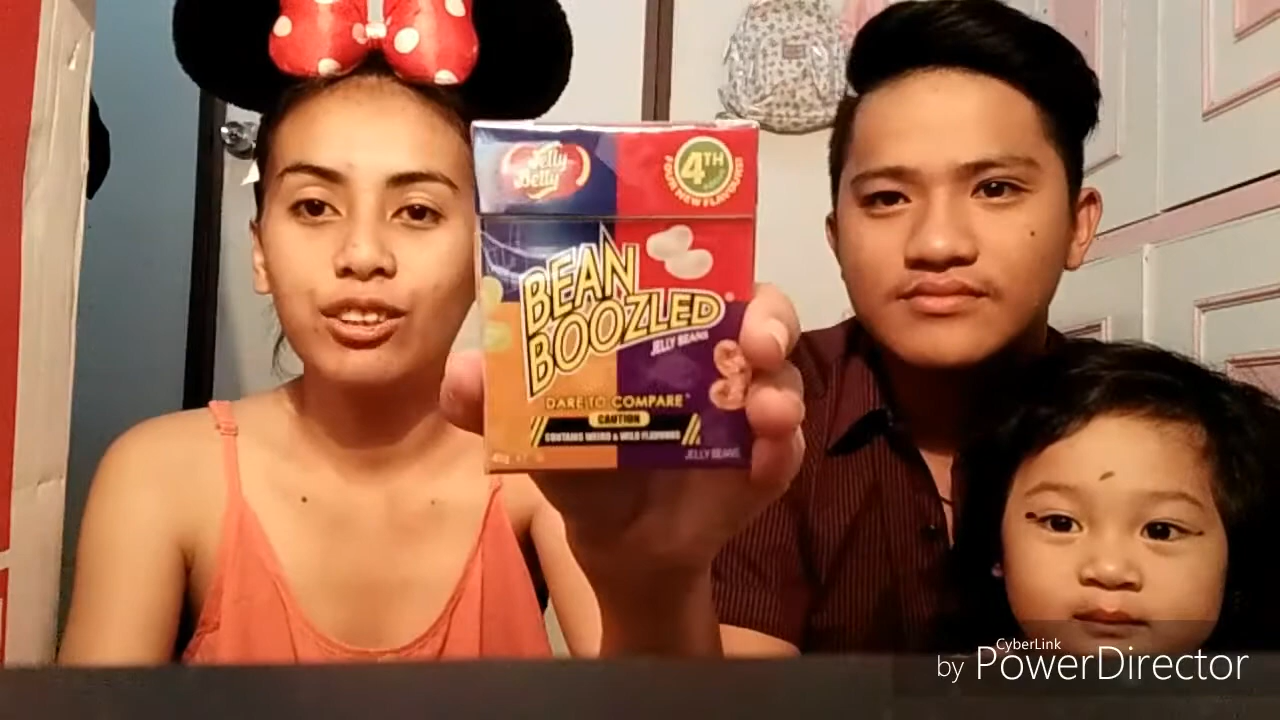 Jelly
Belly
4TH
FOUR NEW FLAVOURS!
BEAN
BOOZLED
JELLY BEANS
DARE TO COMPARE
CAUTION
CONTAINS WEIRD & WILD FLAVOURS
JELLY BEANS
CyberLink
by PowerDirector